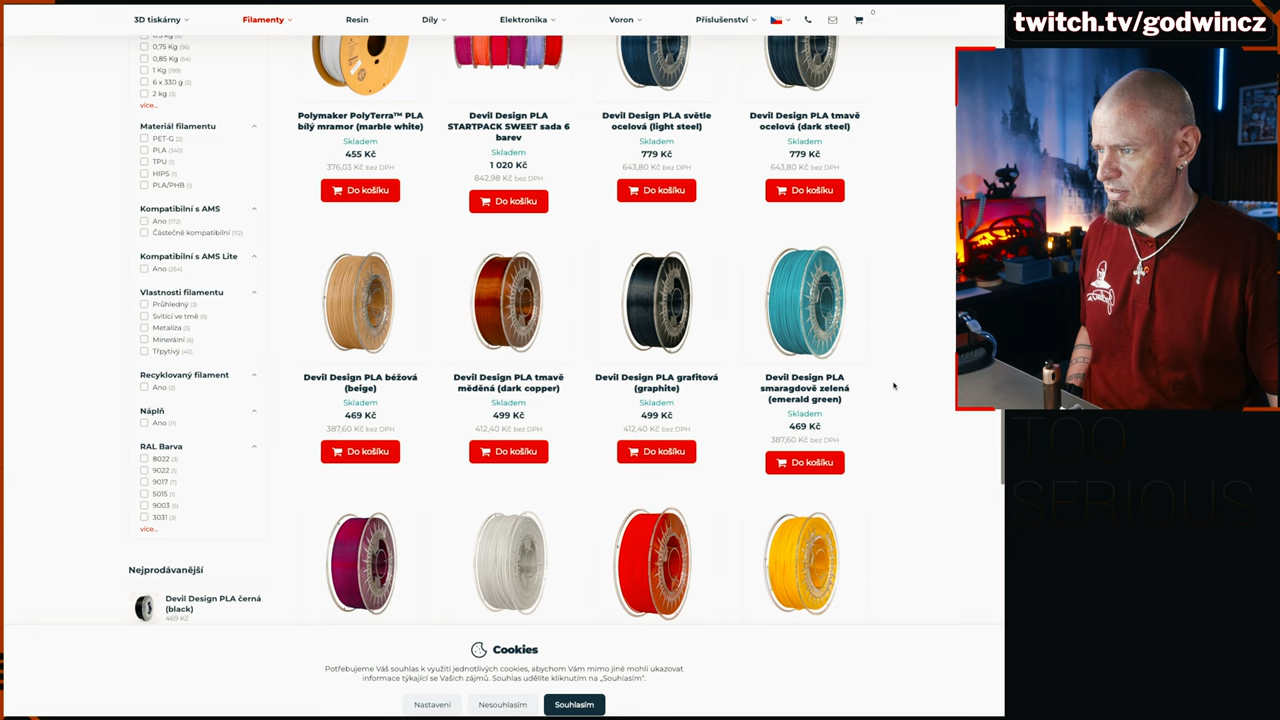 3D tiskárny
Filamenty
Resin
Díly
Elektronika
Voron
Příslušenství
0
twitch.tv/godwincz
0,5 kg (8)
0,75 Kg (56)
0,85 Kg (54)
1 Kg (199)
6 x 330 g (2)
2 kg (3)
více...
Materiál filamentu
PET-G (2)
PLA (340)
TPU (1)
HIPS (1)
PLA/PHB (1)
Kompatibilní s AMS
Ano (172)
Částečně kompatibilní (112)
Kompatibilní s AMS Lite
Ano (254)
Vlastnosti filamentu
Průhledný (3)
Svítící ve tmě (6)
Metalíza (3)
Minerální (6)
Třpytivý (40)
Recyklovaný filament
Ano (2)
Náplň
Ano (11)
RAL Barva
8022 (3)
9022 (1)
9017 (7)
5015 (1)
9003 (5)
3031 (3)
více...
Nejprodávanější
Devil Design PLA černá
(black)
469 Kč
Polymaker PolyTerra™ PLA
bílý mramor (marble white)
Skladem
455 Kč
376,03 Kč bez DPH
Do košíku
Devil Design PLA
STARTPACK SWEET sada 6
barev
Skladem
1 020 Kč
842,98 Kč bez DPH
Do košíku
Devil Design PLA světle
ocelová (light steel)
Skladem
779 Kč
643,80 Kč bez DPH
Do košíku
Devil Design PLA tmavě
ocelová (dark steel)
Skladem
779 Kč
643,80 Kč bez DPH
Do košíku
Devil Design PLA béžová
(beige)
Skladem
469 Kč
387,60 Kč bez DPH
Do košíku
Devil Design PLA tmavě
měděná (dark copper)
Skladem
499 Kč
412,40 Kč bez DPH
Do košíku
Devil Design PLA grafitová
(graphite)
Skladem
499 Kč
412,40 Kč bez DPH
Do košíku
Devil Design PLA
smaragdově zelená
(emerald green)
Skladem
469 Kč
387,60 Kč bez DPH
Do košíku
Cookies
Potřebujeme Váš souhlas k využití jednotlivých cookies, abychom Vám mimo jiné mohli ukazovat
informace týkající se Vašich zájmů. Souhlas udělíte kliknutím na „Souhlasím".
Nastavení
Nesouhlasím
Souhlasím
TOO
SERIOUS